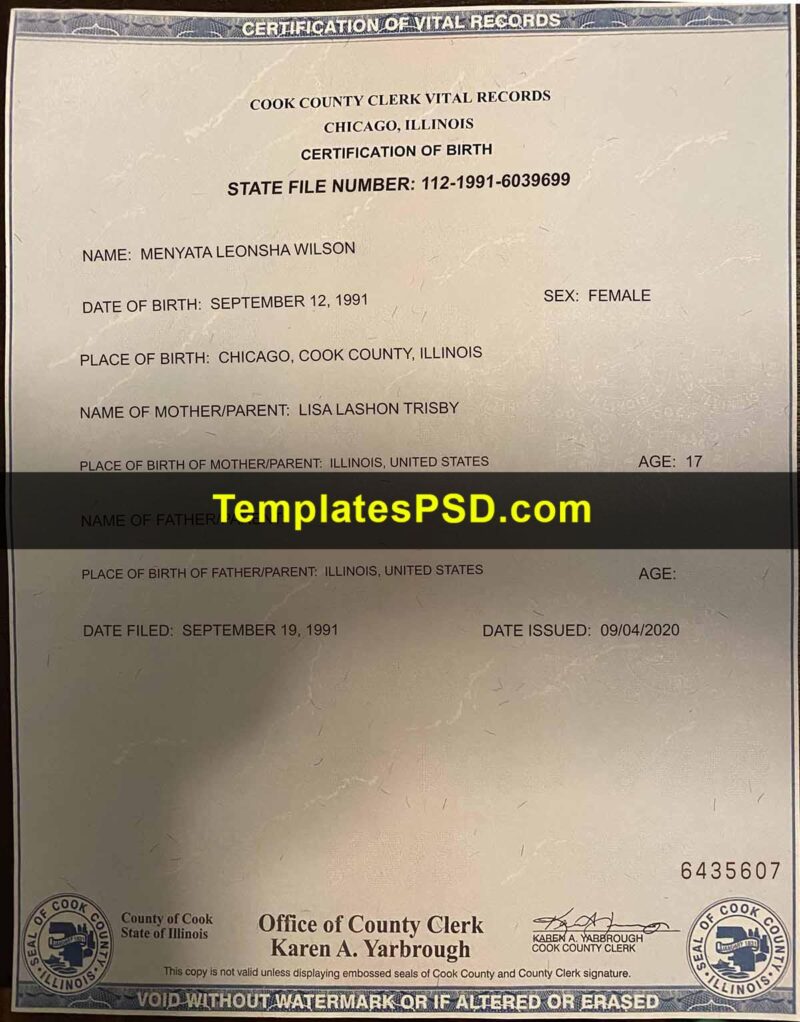 CERTIFICATION OF VITAL RECORDS
COOK COUNTY CLERK VITAL RECORDS
CHICAGO, ILLINOIS
CERTIFICATION OF BIRTH
STATE FILE NUMBER: 112-1991-6039699
NAME: MENYATA LEONSHA WILSON
DATE OF BIRTH: SEPTEMBER 12, 1991 SEX: FEMALE
PLACE OF BIRTH: CHICAGO, COOK COUNTY, ILLINOIS
NAME OF MOTHER/PARENT: LISA LASHON TRISBY
PLACE OF BIRTH OF MOTHER/PARENT: ILLINOIS, UNITED STATES AGE: 17
TemplatesPSD.com
NAME OF FATHER/
PLACE OF BIRTH OF FATHER/PARENT: ILLINOIS, UNITED STATES AGE:
DATE FILED: SEPTEMBER 19, 1991 DATE ISSUED: 09/04/2020
6435607
SEAL OF COOK COUNTY ILLINOIS
County of Cook
State of Illinois
Office of County Clerk
Karen A. Yarbrough
KAREN A. YARBROUGH
COOK COUNTY CLERK
SEAL OF COOK COUNTY ILLINOIS
This copy is not valid unless displaying embossed seals of Cook County and County Clerk signature.
VOID WITHOUT WATERMARK OR IF ALTERED OR ERASED